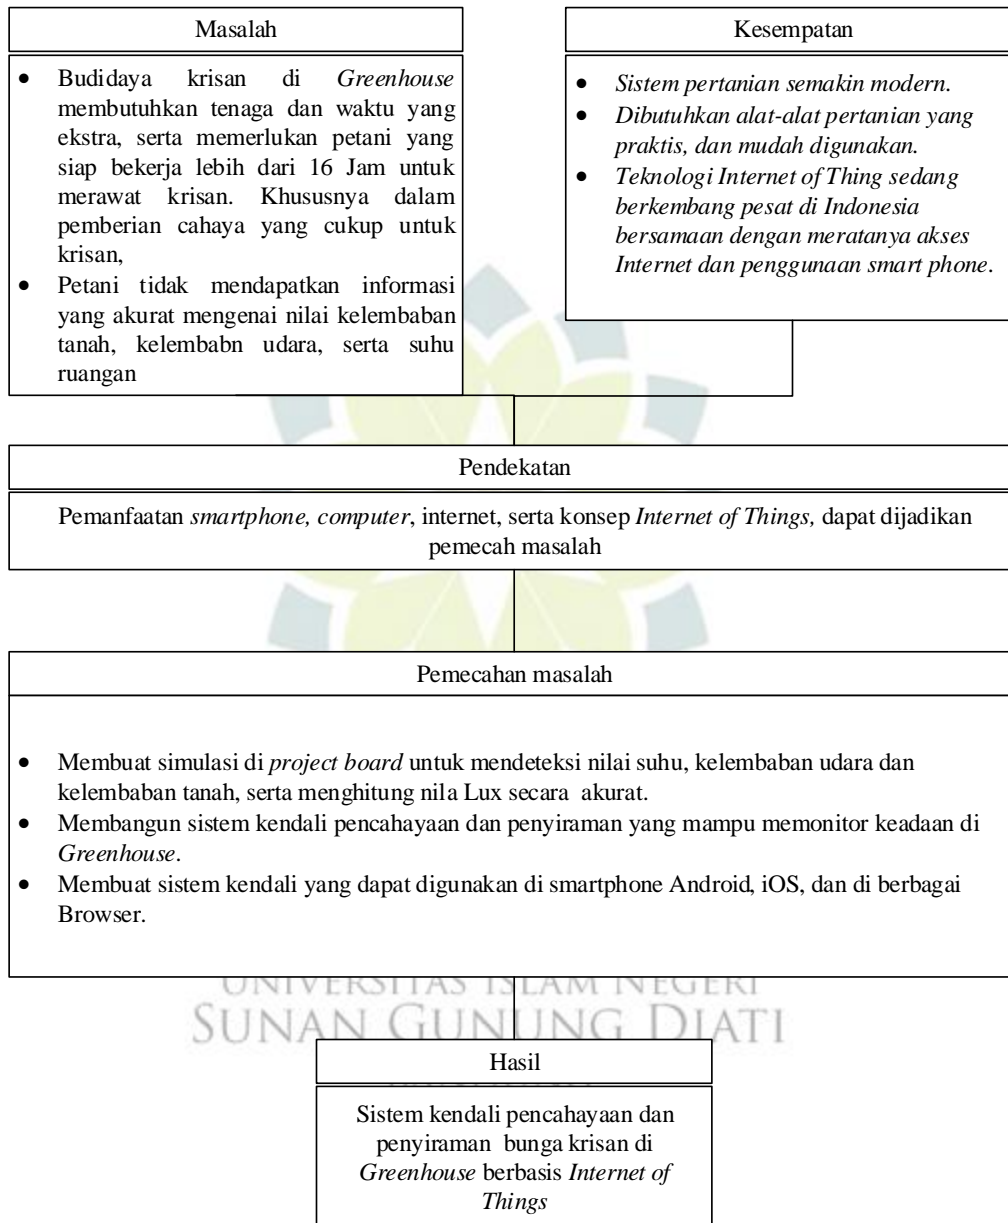 Masalah
• Budidaya krisan di Greenhouse
membutuhkan tenaga dan waktu yang
ekstra, serta memerlukan petani yang
siap bekerja lebih dari 16 Jam untuk
merawat krisan. Khususnya dalam
pemberian cahaya yang cukup untuk
krisan,
• Petani tidak mendapatkan informasi
yang akurat mengenai nilai kelembaban
tanah, kelembabn udara, serta suhu
ruangan
Kesempatan
• Sistem pertanian semakin modern.
• Dibutuhkan alat-alat pertanian yang
praktis, dan mudah digunakan.
• Teknologi Internet of Thing sedang
berkembang pesat di Indonesia
bersamaan dengan meratanya akses
Internet dan penggunaan smart phone.
Pendekatan
Pemanfaatan smartphone, computer, internet, serta konsep Internet of Things, dapat dijadikan
pemecah masalah
Pemecahan masalah
• Membuat simulasi di project board untuk mendeteksi nilai suhu, kelembaban udara dan
kelembaban tanah, serta menghitung nila Lux secara akurat.
• Membangun sistem kendali pencahayaan dan penyiraman yang mampu memonitor keadaan di
Greenhouse.
• Membuat sistem kendali yang dapat digunakan di smartphone Android, iOS, dan di berbagai
Browser.
UNIVERSITAS ISLAM NEGERI
SUNAN GUNUNG DJATI
Hasil
Sistem kendali pencahayaan dan
penyiraman bunga krisan di
Greenhouse berbasis Internet of
Things